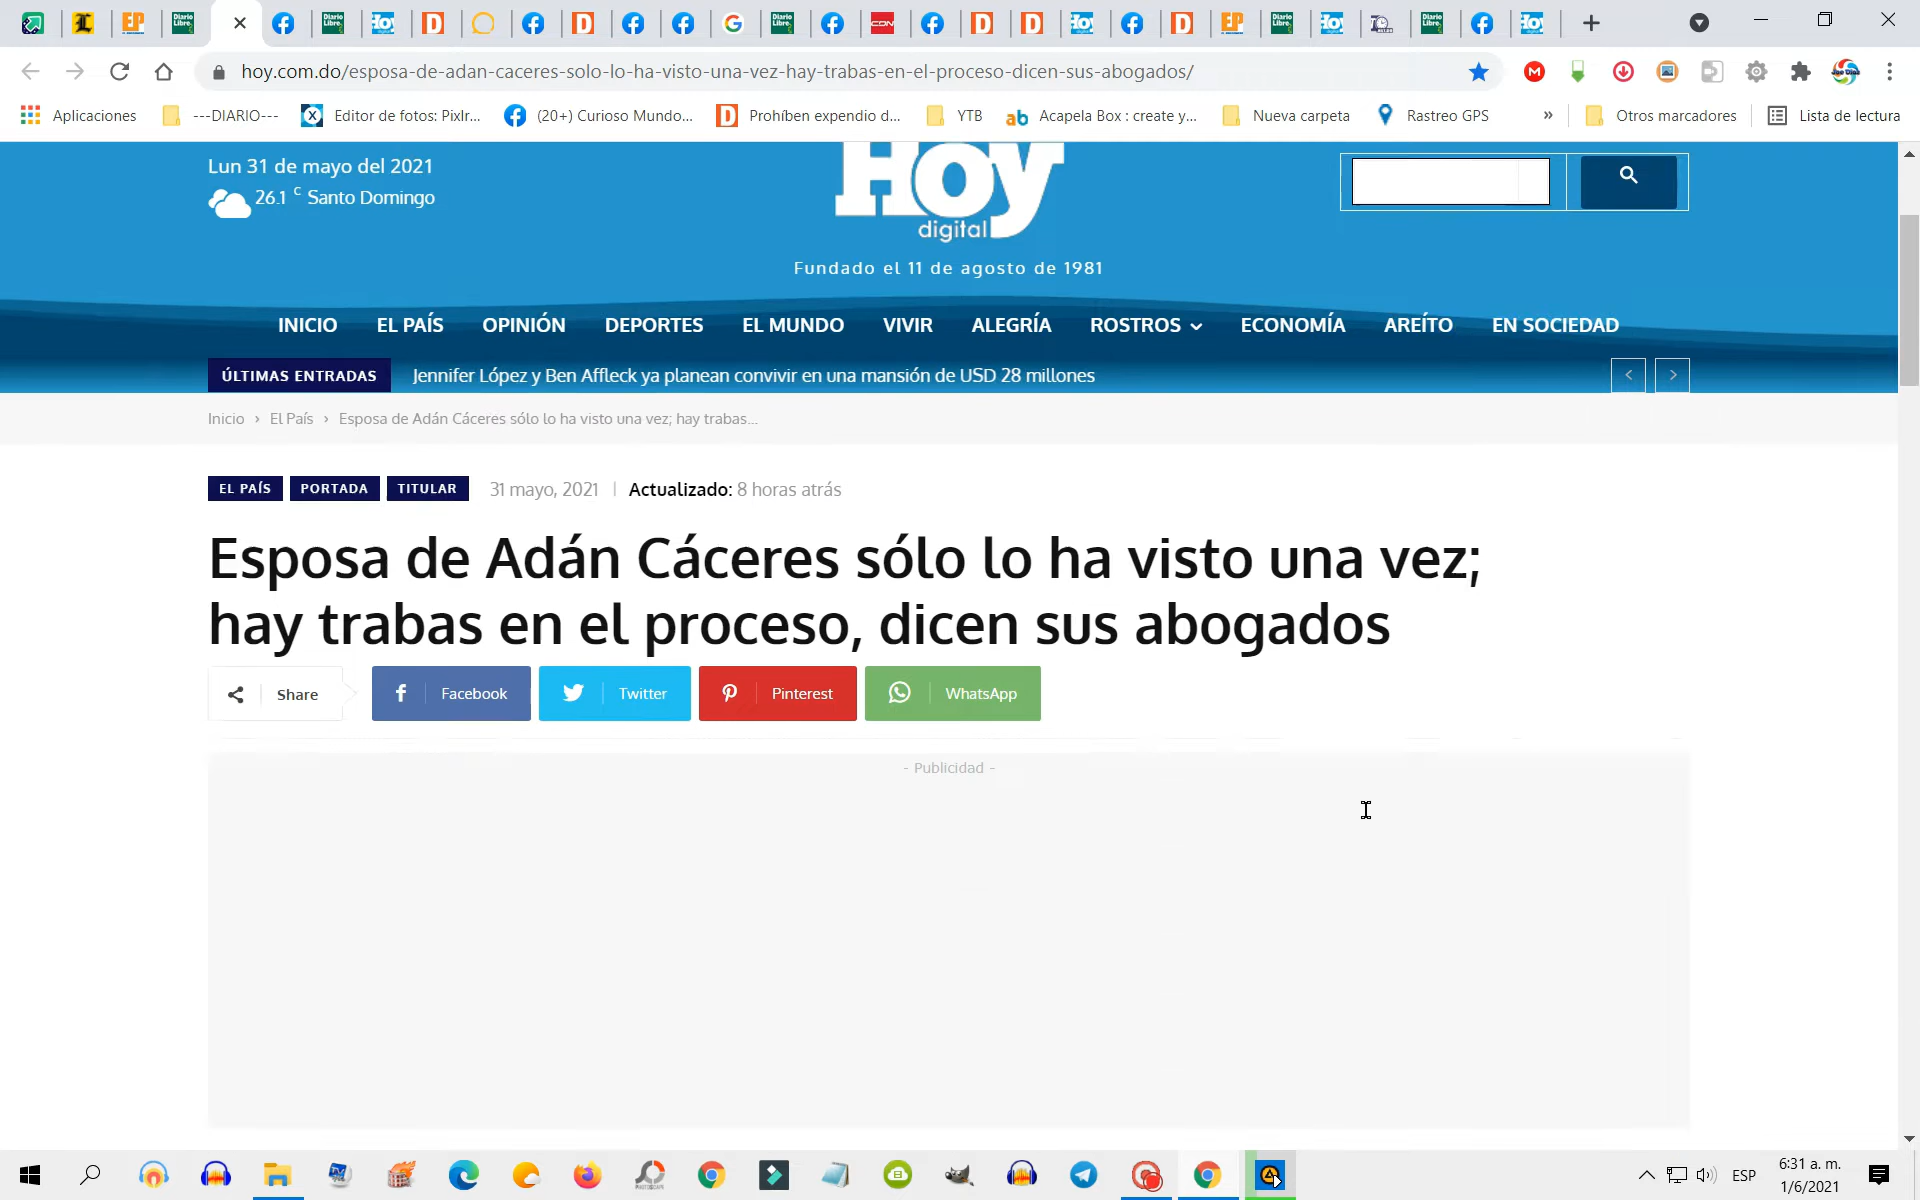 hoy.com.do/esposa-de-adan-caceres-solo-lo-ha-visto-una-vez-hay-trabas-en-el-proceso-dicen-sus-abogados/
Aplicaciones
---DIARIO---
Editor de fotos: Pixlr...
(20+) Curioso Mundo...
Prohíben expendio d...
YTB
Acapela Box : create y...
Nueva carpeta
Rastreo GPS
»
Otros marcadores
Lista de lectura
Lun 31 de mayo del 2021
26.1 C Santo Domingo
Hoy
digital
Fundado el 11 de agosto de 1981
INICIO
EL PAÍS
OPINIÓN
DEPORTES
EL MUNDO
VIVIR
ALEGRÍA
ROSTROS
ECONOMÍA
AREÍTO
EN SOCIEDAD
ÚLTIMAS ENTRADAS
Jennifer López y Ben Affleck ya planean convivir en una mansión de USD 28 millones
Inicio › El País › Esposa de Adán Cáceres sólo lo ha visto una vez; hay trabas...
EL PAÍS
PORTADA
TITULAR
31 mayo, 2021 | Actualizado: 8 horas atrás
Esposa de Adán Cáceres sólo lo ha visto una vez;
hay trabas en el proceso, dicen sus abogados
Share
Facebook
Twitter
Pinterest
WhatsApp
- Publicidad -
ESP
6:31 a. m.
1/6/2021